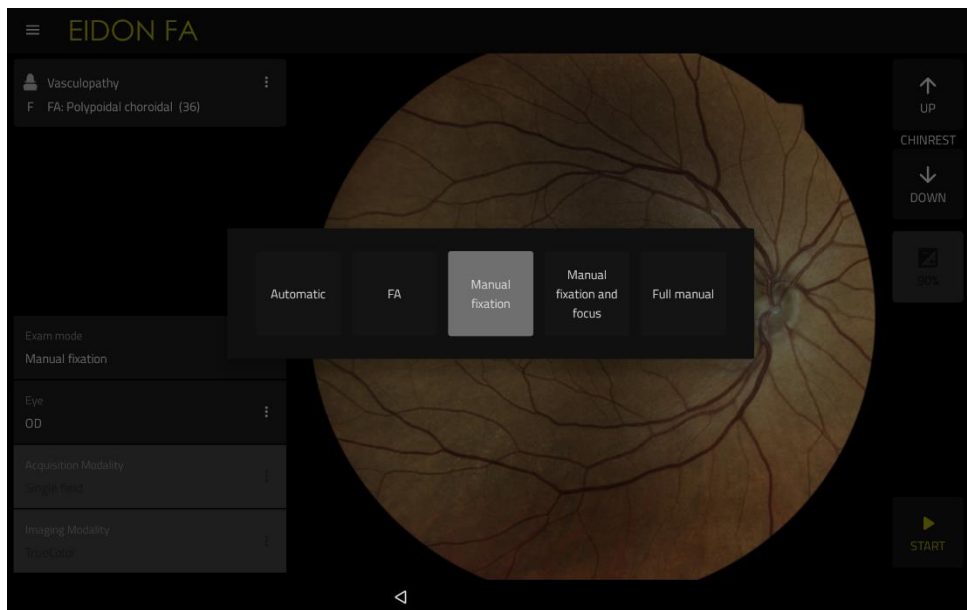 EIDON FA
Vasculopathy
F FA: Polypoidal choroidal (36)
UP
CHINREST
DOWN
90's
Automatic
FA
Manual
fixation
Manual
fixation and
focus
Full manual
Exam mode
Manual fixation
Eye
OD
Acquisition Modality
Single field
Imaging Modality
TrueColor
START